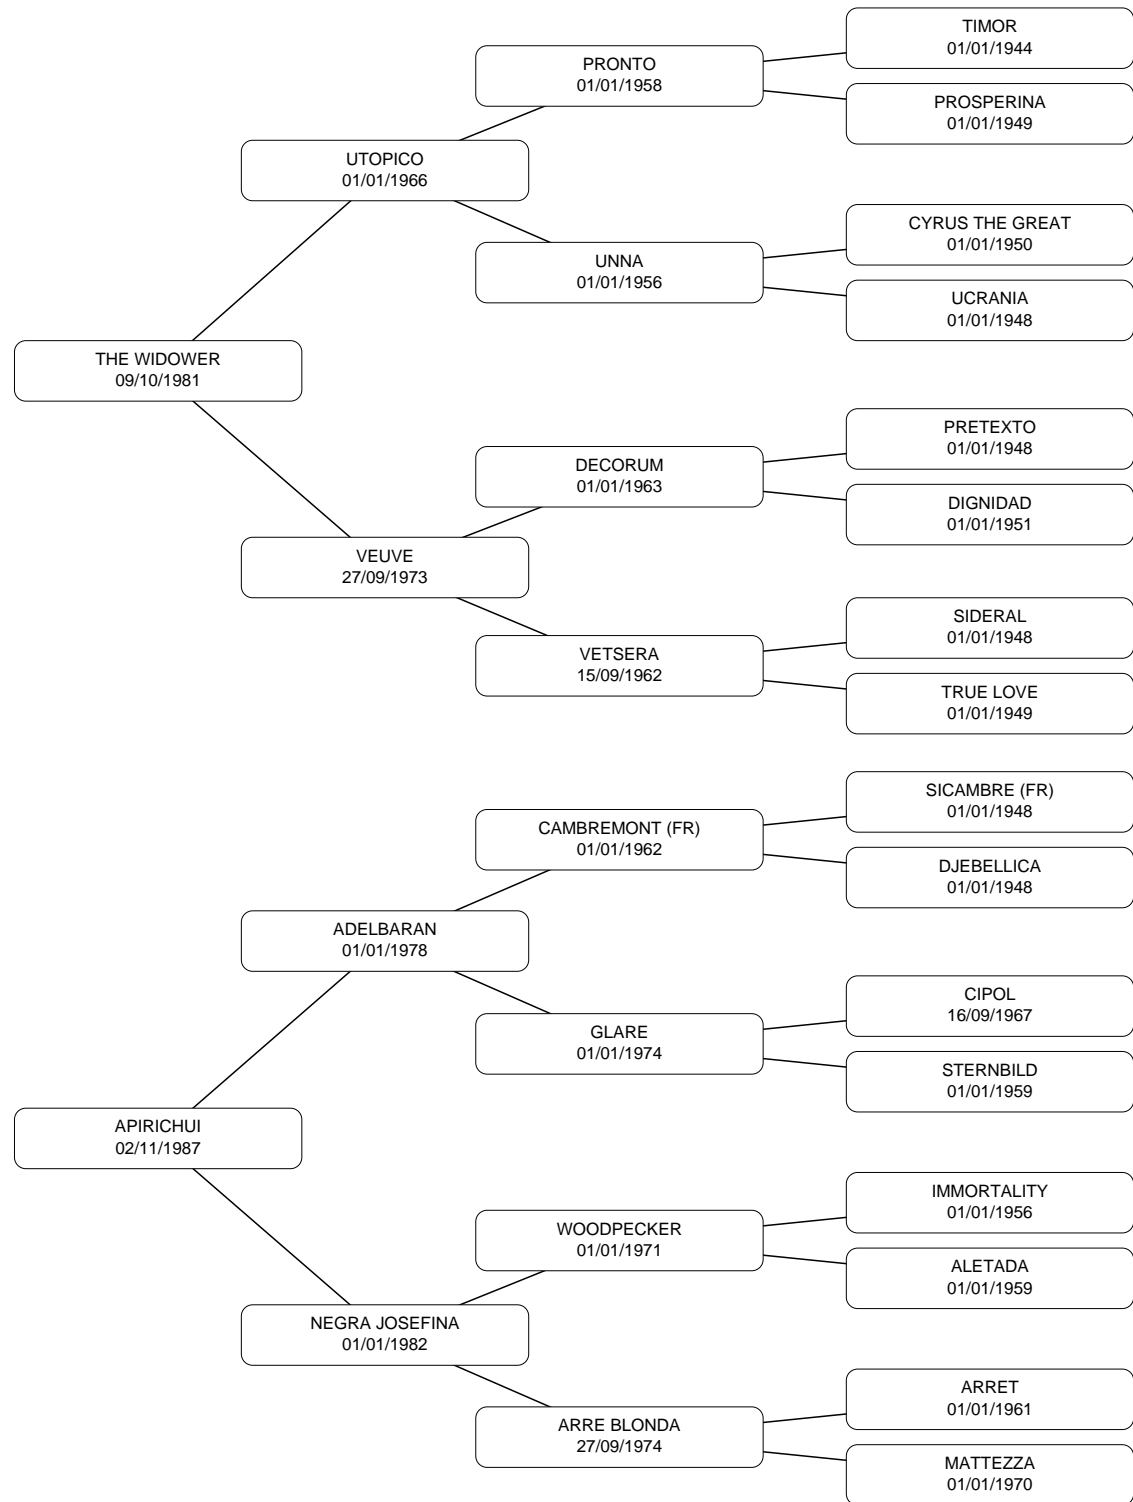 TIMOR
01/01/1944
PRONTO
01/01/1958
PROSPERINA
01/01/1949
UTOPICO
01/01/1966
CYRUS THE GREAT
01/01/1950
UNNA
01/01/1956
UCRANIA
01/01/1948
THE WIDOWER
09/10/1981
PRETEXTO
01/01/1948
DECORUM
01/01/1963
DIGNIDAD
01/01/1951
VEUVE
27/09/1973
SIDERAL
01/01/1948
VETSERA
15/09/1962
TRUE LOVE
01/01/1949
SICAMBRE (FR)
01/01/1948
CAMBREMONT (FR)
01/01/1962
DJEBELLICA
01/01/1948
ADELBARAN
01/01/1978
CIPOL
16/09/1967
GLARE
01/01/1974
STERNBILD
01/01/1959
APIRICHUI
02/11/1987
IMMORTALITY
01/01/1956
WOODPECKER
01/01/1971
ALETADA
01/01/1959
NEGRA JOSEFINA
01/01/1982
ARRET
01/01/1961
ARRE BLONDA
27/09/1974
MATTEZZA
01/01/1970